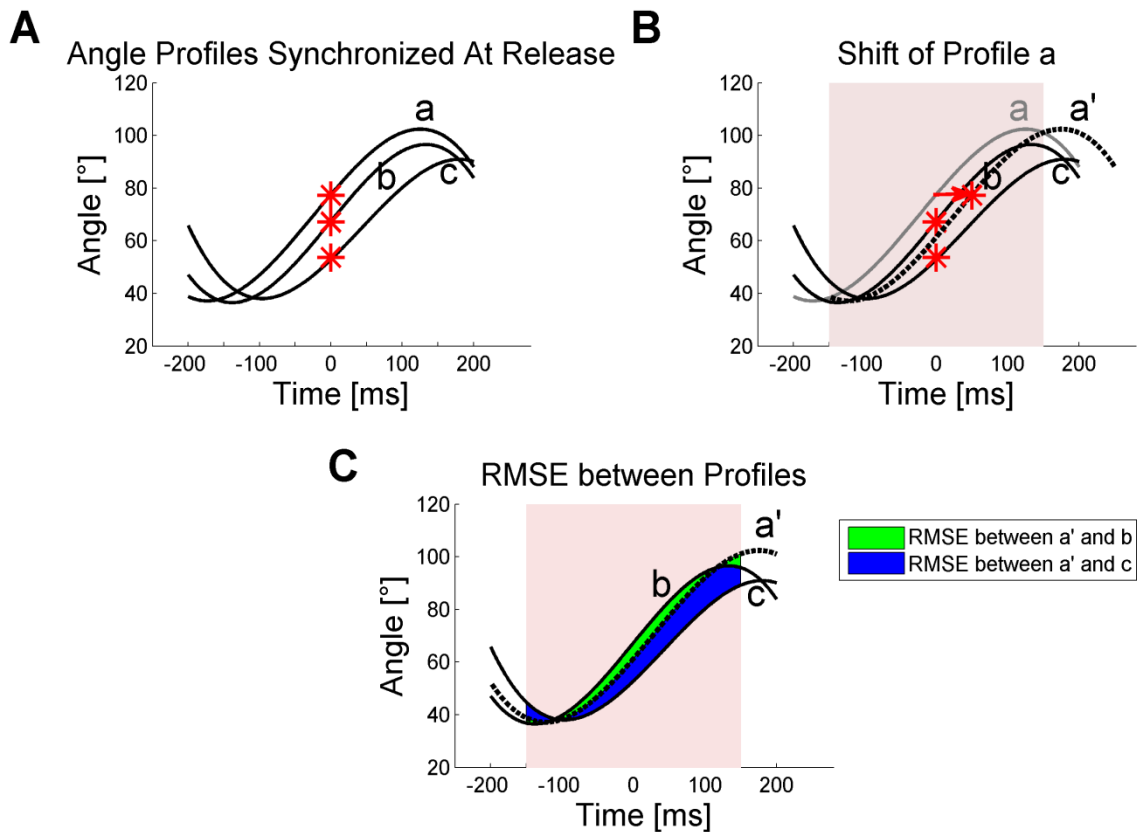 A
Angle Profiles Synchronized At Release
120
100
80
60
40
20
Angle [°]
a
b
c
-200
-100
0
100
200
Time [ms]
B
Shift of Profile a
120
100
80
60
40
20
Angle [°]
a
a'
b
c
-200
-100
0
100
200
Time [ms]
C
RMSE between Profiles
120
100
80
60
40
20
Angle [°]
a'
b
c
-200
-100
0
100
200
Time [ms]
RMSE between a' and b
RMSE between a' and c